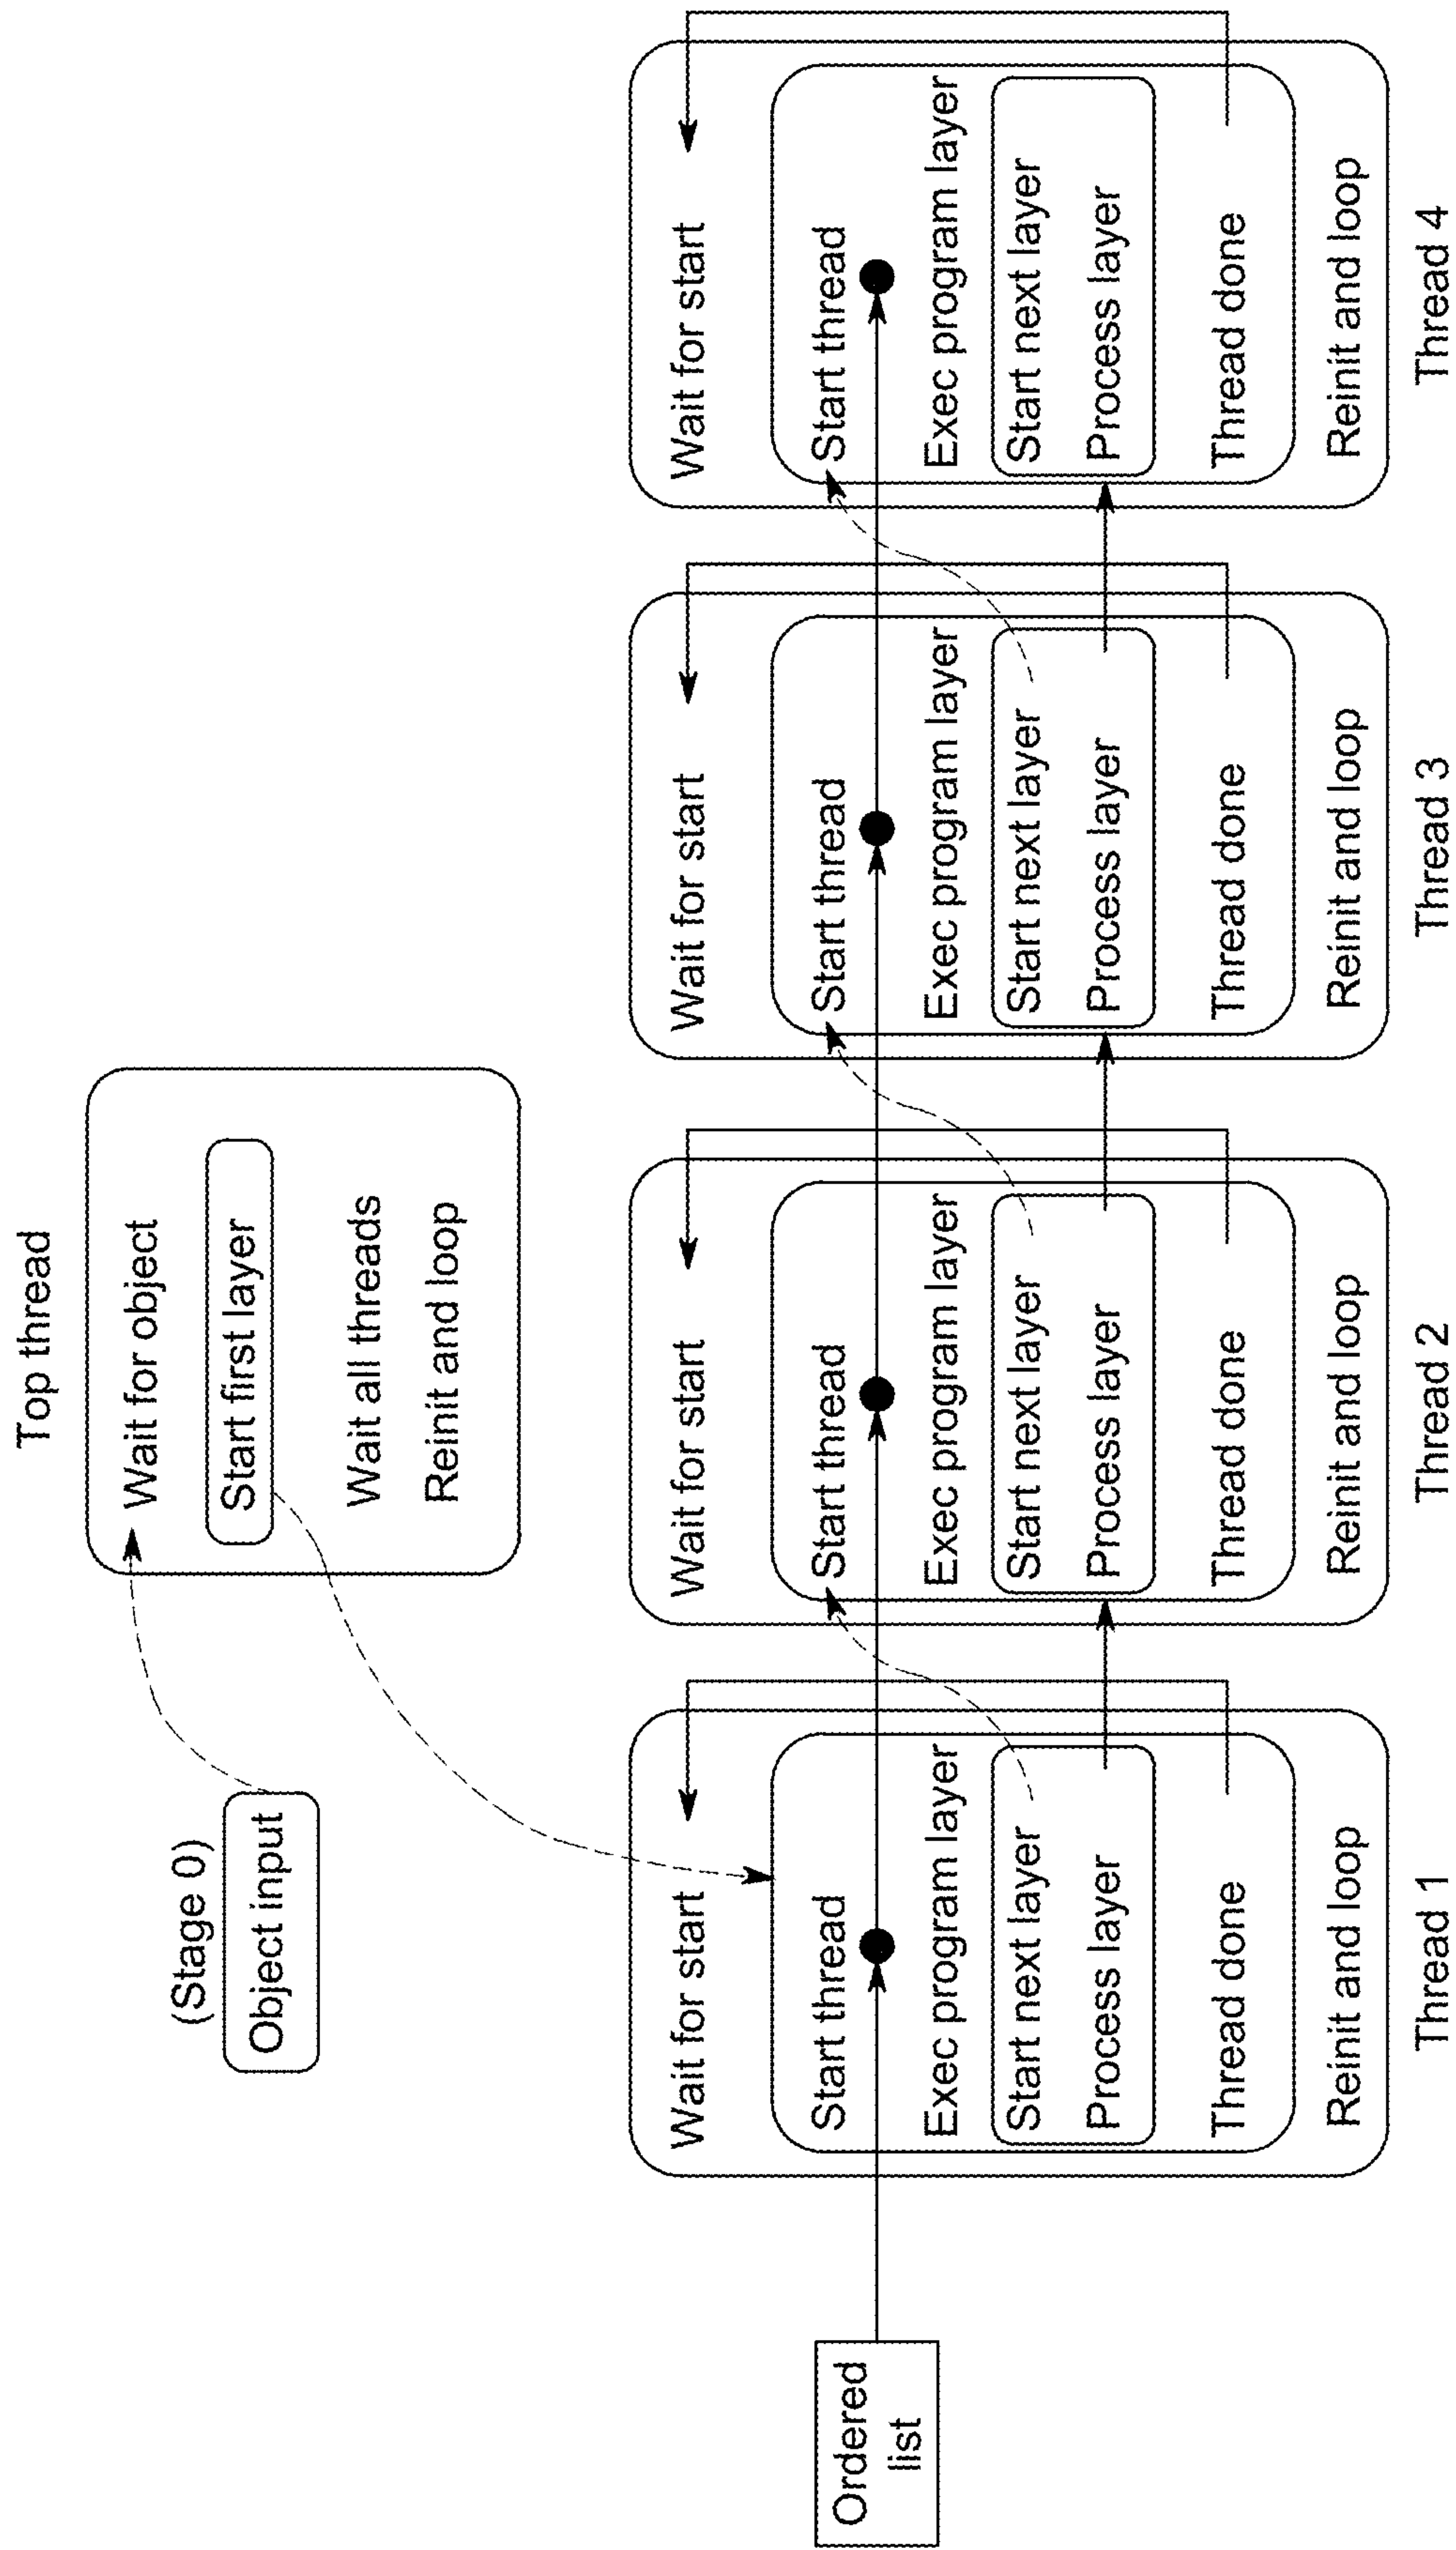 Top thread
(Stage 0)
Object input
Wait for object
Start first layer
Wait all threads
Reinit and loop
Ordered
list
Wait for start
Start thread
Exec program layer
Start next layer
Process layer
Thread done
Reinit and loop
Thread 1
Wait for start
Start thread
Exec program layer
Start next layer
Process layer
Thread done
Reinit and loop
Thread 2
Wait for start
Start thread
Exec program layer
Start next layer
Process layer
Thread done
Reinit and loop
Thread 3
Wait for start
Start thread
Exec program layer
Start next layer
Process layer
Thread done
Reinit and loop
Thread 4